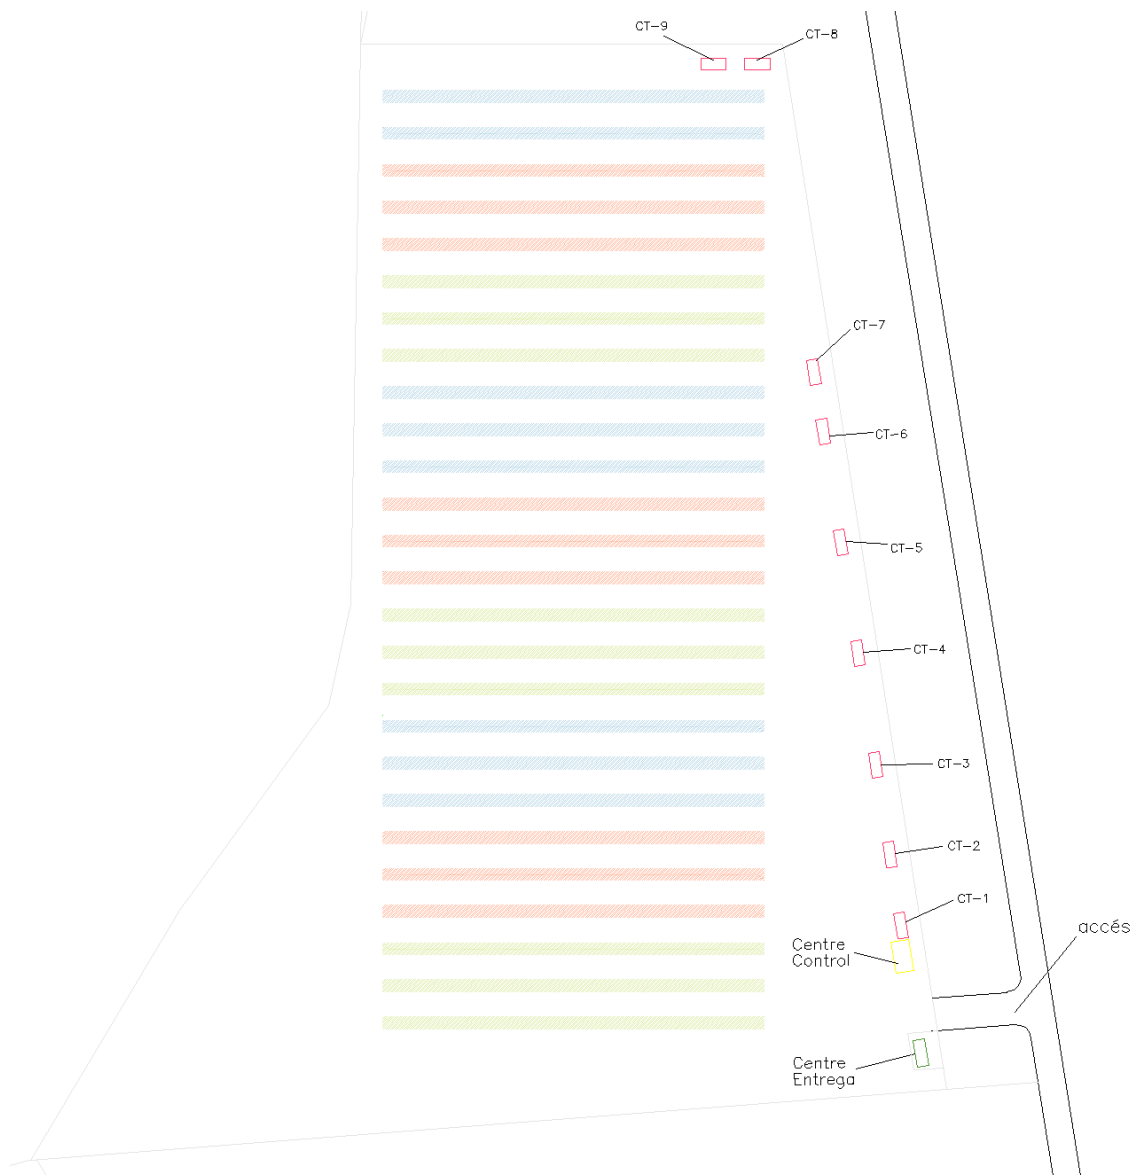 CT-9
CT-8
CT-7
CT-6
CT-5
CT-4
CT-3
CT-2
CT-1
accés
Centre
Control
Centre
Entrega